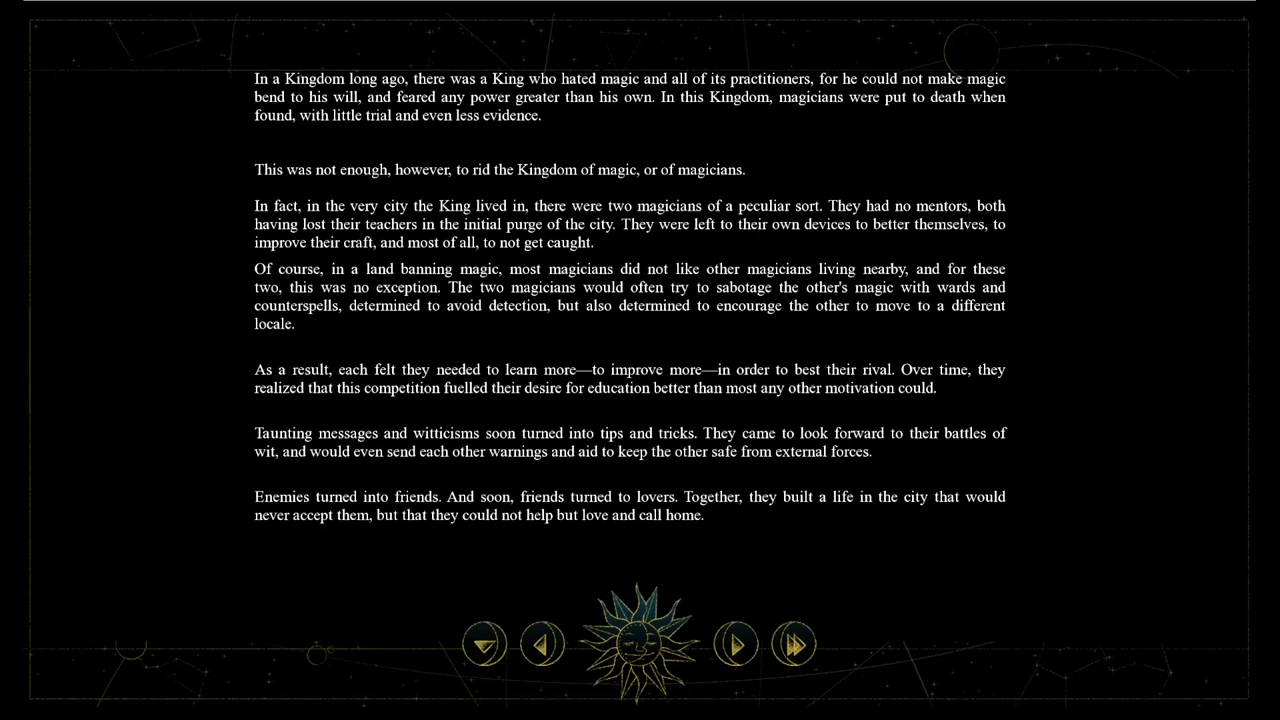 In a Kingdom long ago, there was a King who hated magic and all of its practitioners, for he could not make magic
bend to his will, and feared any power greater than his own. In this Kingdom, magicians were put to death when
found, with little trial and even less evidence.
This was not enough, however, to rid the Kingdom of magic, or of magicians.
In fact, in the very city the King lived in, there were two magicians of a peculiar sort. They had no mentors, both
having lost their teachers in the initial purge of the city. They were left to their own devices to better themselves, to
improve their craft, and most of all, to not get caught.
Of course, in a land banning magic, most magicians did not like other magicians living nearby, and for these
two, this was no exception. The two magicians would often try to sabotage the other's magic with wards and
counterspells, determined to avoid detection, but also determined to encourage the other to move to a different
locale.
As a result, each felt they needed to learn more—to improve more—in order to best their rival. Over time, they
realized that this competition fuelled their desire for education better than most any other motivation could.
Taunting messages and witticisms soon turned into tips and tricks. They came to look forward to their battles of
wit, and would even send each other warnings and aid to keep the other safe from external forces.
Enemies turned into friends. And soon, friends turned to lovers. Together, they built a life in the city that would
never accept them, but that they could not help but love and call home.